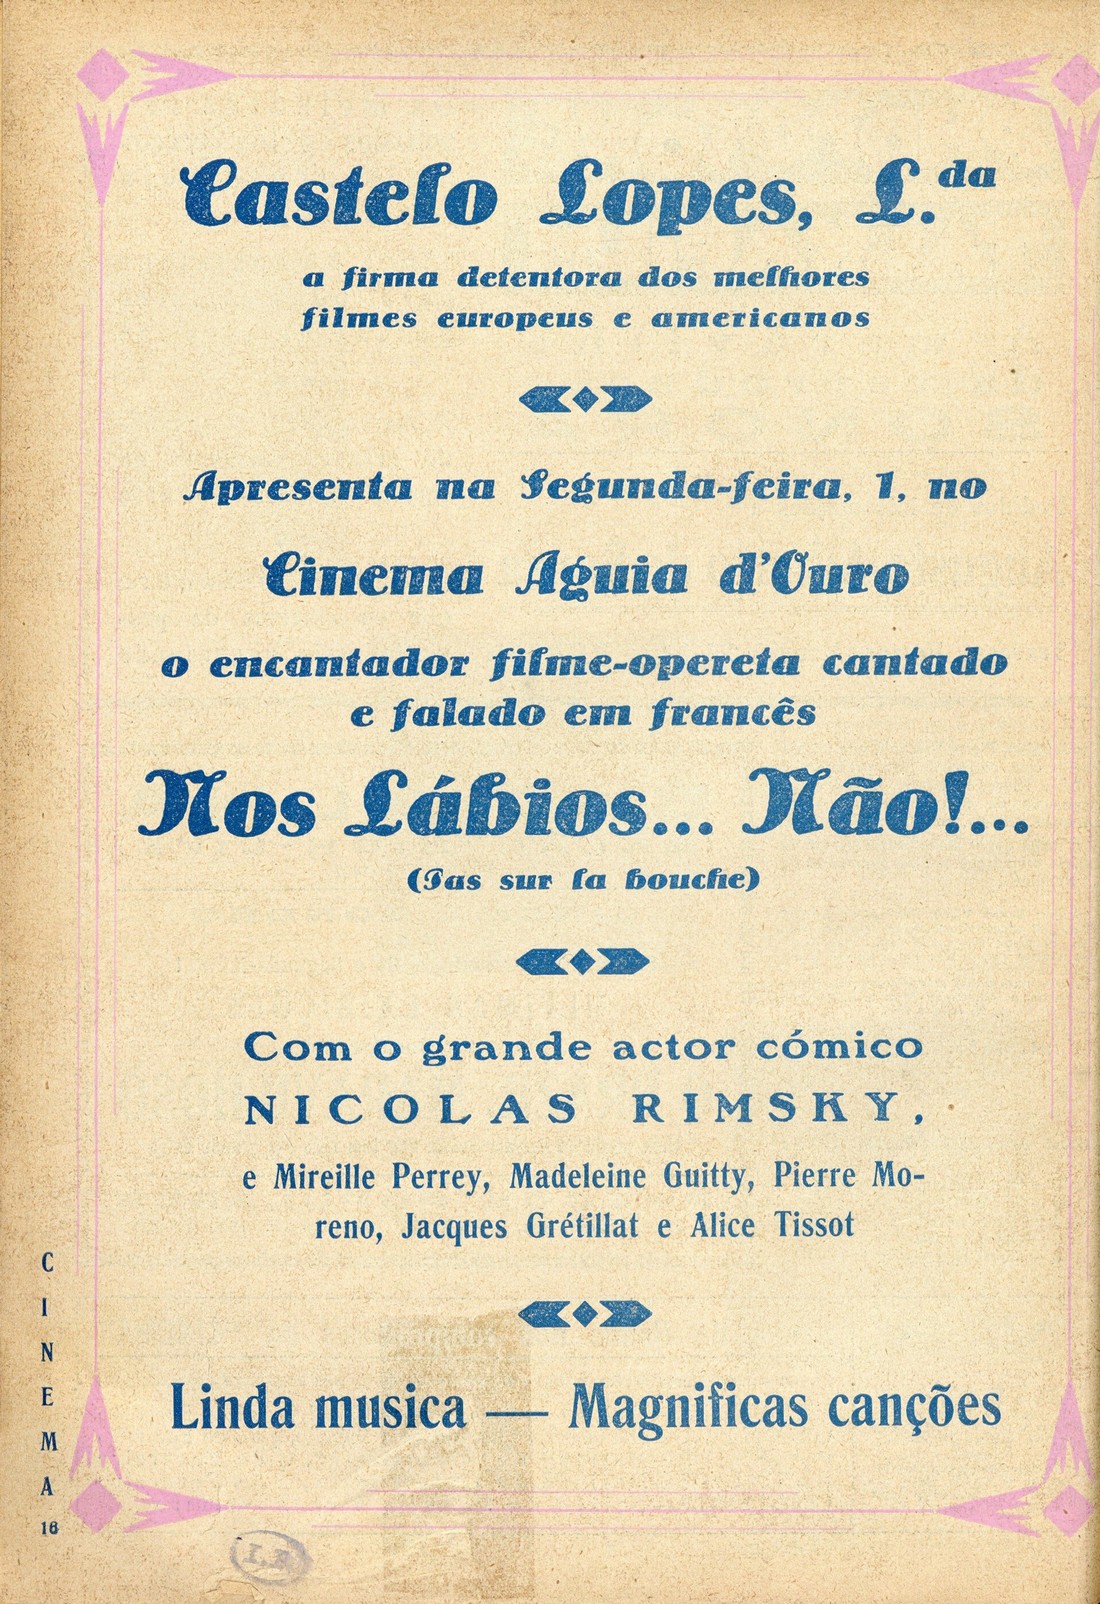 Castelo Lopes, L.da
a firma detentora dos melhores
filmes europeus e americanos
Apresenta na Segunda-feira, 1, no
Cinema Aguia d'Ouro
o encantador filme-opereta cantado
e falado em francês
Nos Lábios... Não!...
(Pas sur la bouche)
Com o grande actor cómico
NICOLAS RIMSKY,
e Mireille Perrey, Madeleine Guitty, Pierre Mo-
reno, Jacques Grétillat e Alice Tissot
Linda musica — Magnificas canções
CINEMA
16